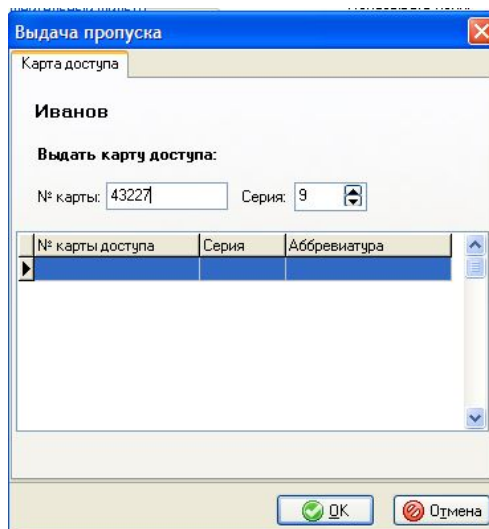 Выдача пропуска
Карта доступа
Иванов
Выдать карту доступа:
№ карты: 43227 Серия: 9
№ карты доступа Серия Аббревиатура
OK Отмена